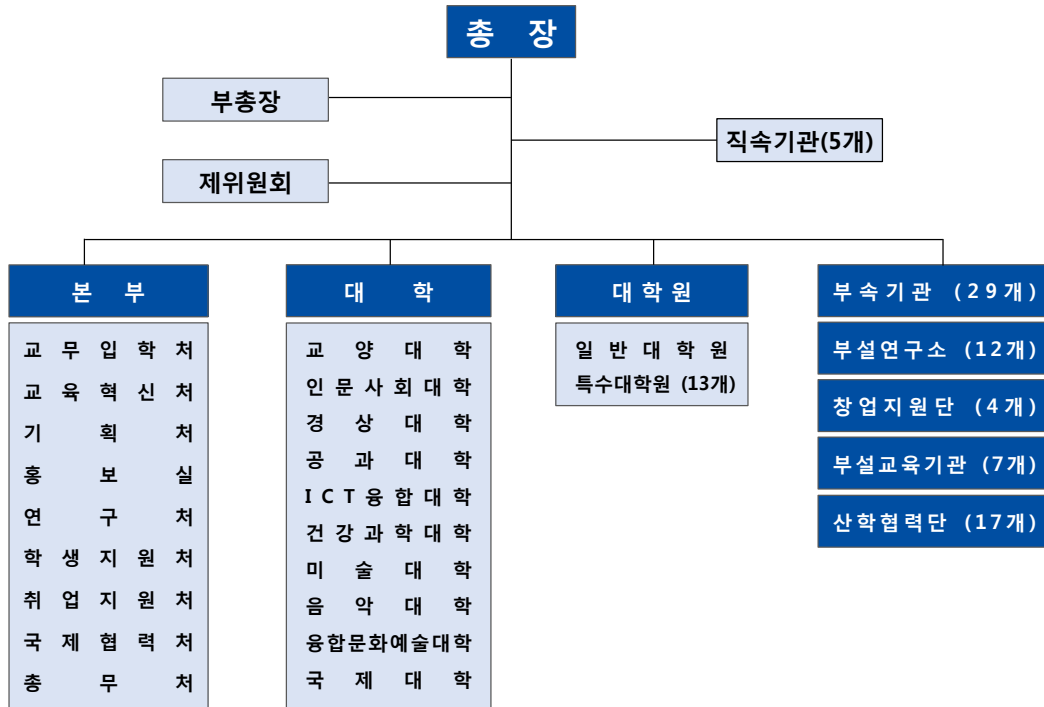 총 장
부총장
직속기관(5개)
제위원회
본 부
교 무 입 학 처
교 육 혁 신 처
기 획 처
홍 보 실
연 구 처
학 생 지 원 처
취 업 지 원 처
국 제 협 력 처
총 무 처
대 학
교 양 대 학
인 문 사 회 대 학
경 상 대 학
공 과 대 학
I C T 융 합 대 학
건 강 과 학 대 학
미 술 대 학
음 악 대 학
융합문화예술대학
국 제 대 학
대 학 원
일 반 대 학 원
특수대학원 (13개)
부 속 기 관 (29개)
부설연구소 (12개)
창업지원단 (4개)
부설교육기관 (7개)
산학협력단 (17개)